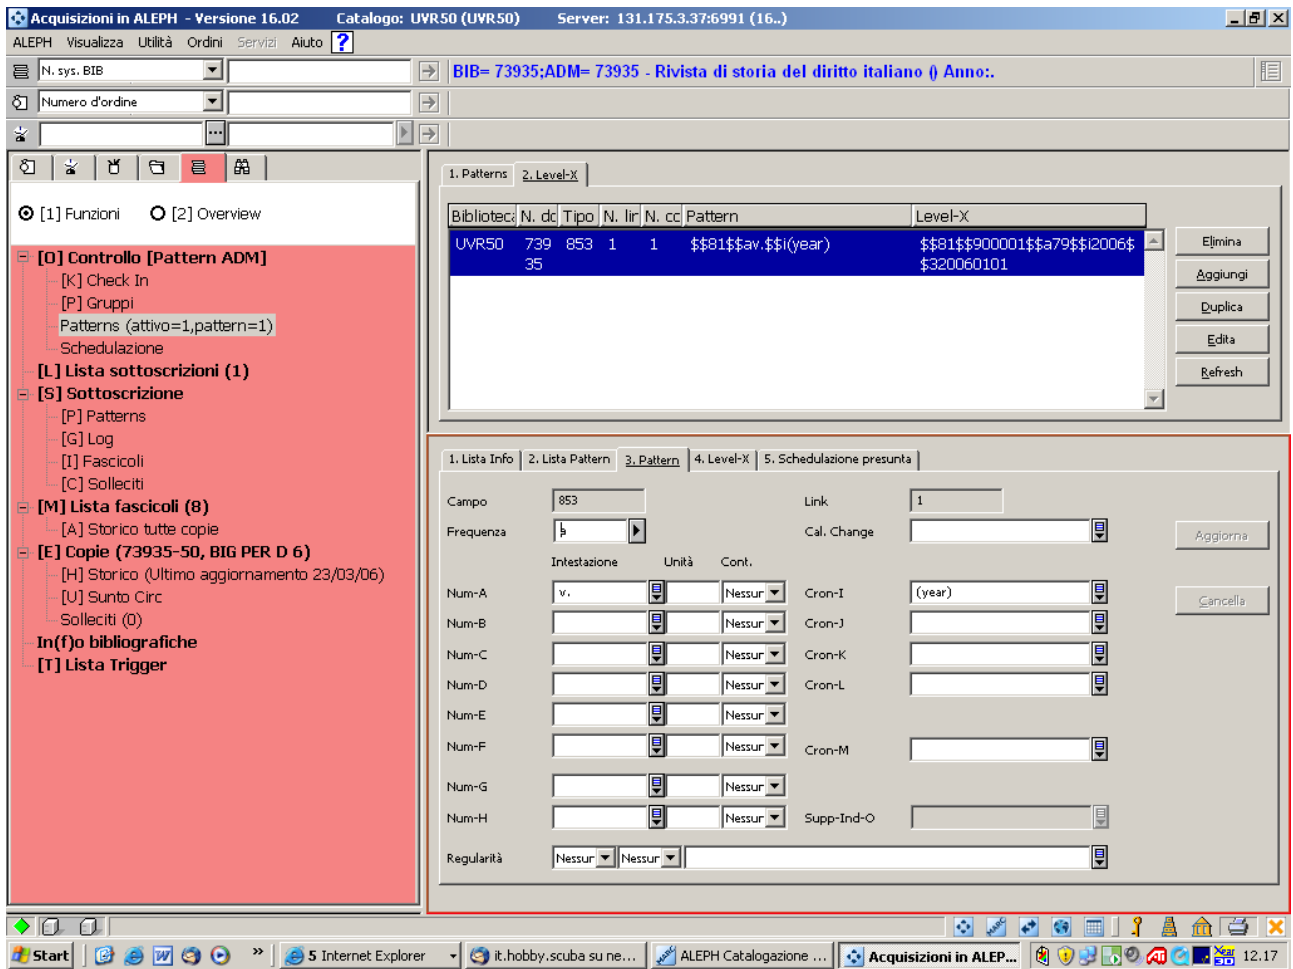 Acquisizioni in ALEPH - Versione 16.02 Catalogo: UVR50 (UVR50) Server: 131.175.3.37:6991 (16..)
ALEPH Visualizza Utilità Ordini Servizi Aiuto ?
N. sys. BIB
BIB= 73935;ADM= 73935 - Rivista di storia del diritto italiano () Anno:.
Numero d'ordine
...
[1] Funzioni [2] Overview
[O] Controllo [Pattern ADM]
[K] Check In
[P] Gruppi
Patterns (attivo=1,pattern=1)
Schedulazione
[L] Lista sottoscrizioni (1)
[S] Sottoscrizione
[P] Patterns
[G] Log
[I] Fascicoli
[C] Solleciti
[M] Lista fascicoli (8)
[A] Storico tutte copie
[E] Copie (73935-50, BIG PER D 6)
[H] Storico (Ultimo aggiornamento 23/03/06)
[U] Sunto Circ
Solleciti (0)
In(f)o bibliografiche
[T] Lista Trigger
1. Patterns 2. Level-X
Bibliotec N. dc Tipo N. lir N. cc Pattern Level-X
UVR50 739 853 1 1 $$81$$av.$$i(year) $$81$$900001$$a79$$i2006$
35 $320060101
Elimina
Aggiungi
Duplica
Edita
Refresh
1. Lista Info 2. Lista Pattern 3. Pattern 4. Level-X 5. Schedulazione presunta
Campo 853 Link 1
Frequenza Cal. Change Aggiorna
Intestazione Unità Cont.
Num-A v. Nessur Cron-I (year) Cancella
Num-B Nessur Cron-J
Num-C Nessur Cron-K
Num-D Nessur Cron-L
Num-E Nessur
Num-F Nessur Cron-M
Num-G Nessur
Num-H Nessur Supp-Ind-O
Regularità Nessur Nessur
Start » 5 Internet Explorer it.hobby.scuba su ne... ALEPH Catalogazione ... Acquisizioni in ALEP... 12.17